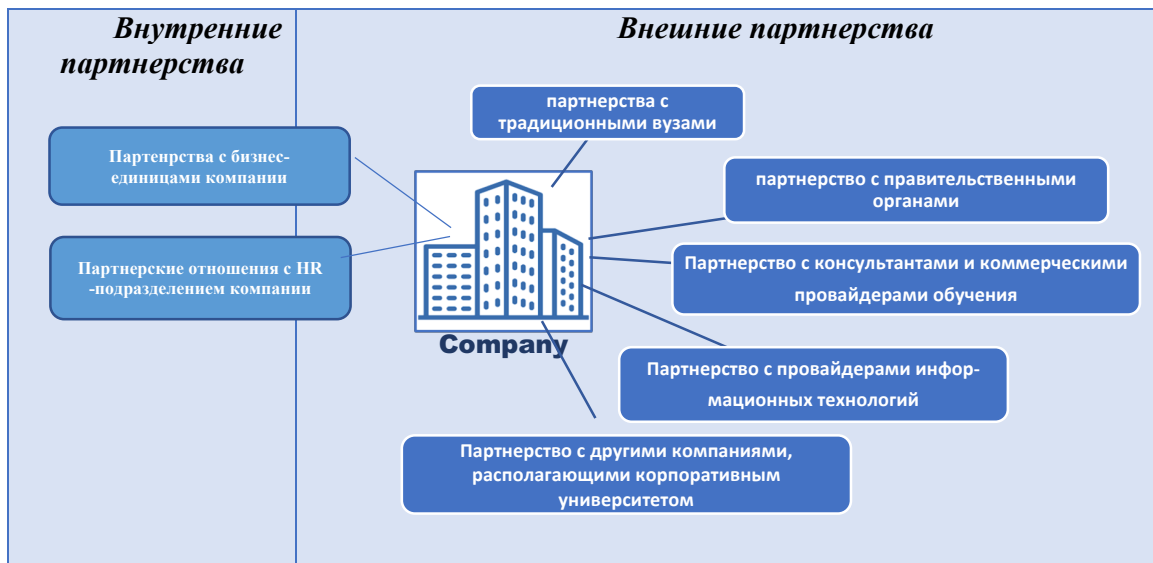 Внутренние
партнерства
Внешние партнерства
партнерства с
традиционными вузами
Партенрства с бизнес-
единицами компании
партнерство с правительственными
органами
Партнерские отношения с HR
-подразделением компании
Партнерство с консультантами и коммерческими
провайдерами обучения
Company
Партнерство с провайдерами инфор-
мационных технологий
Партнерство с другими компаниями,
располагающими корпоративным
университетом